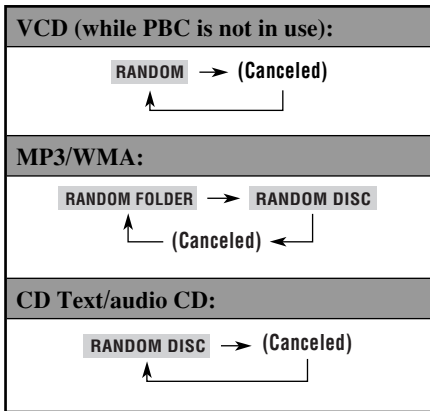 VCD (while PBC is not in use):
RANDOM (Canceled)
MP3/WMA:
RANDOM FOLDER RANDOM DISC
(Canceled)
CD Text/audio CD:
RANDOM DISC (Canceled)